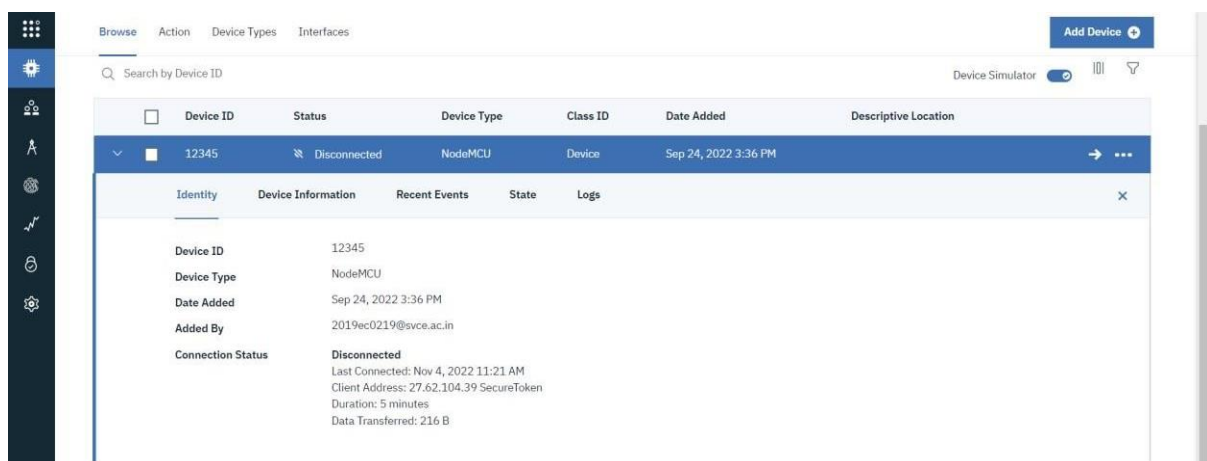 Browse Action Device Types Interfaces
Add Device
Search by Device ID
Device Simulator
Device ID Status Device Type Class ID Date Added Descriptive Location
12345 Disconnected NodeMCU Device Sep 24, 2022 3:36 PM
Identity Device Information Recent Events State Logs
Device ID 12345
Device Type NodeMCU
Date Added Sep 24, 2022 3:36 PM
Added By 2019ec0219@svce.ac.in
Connection Status Disconnected
Last Connected: Nov 4, 2022 11:21 AM
Client Address: 27.62.104.39 SecureToken
Duration: 5 minutes
Data Transferred: 216 B